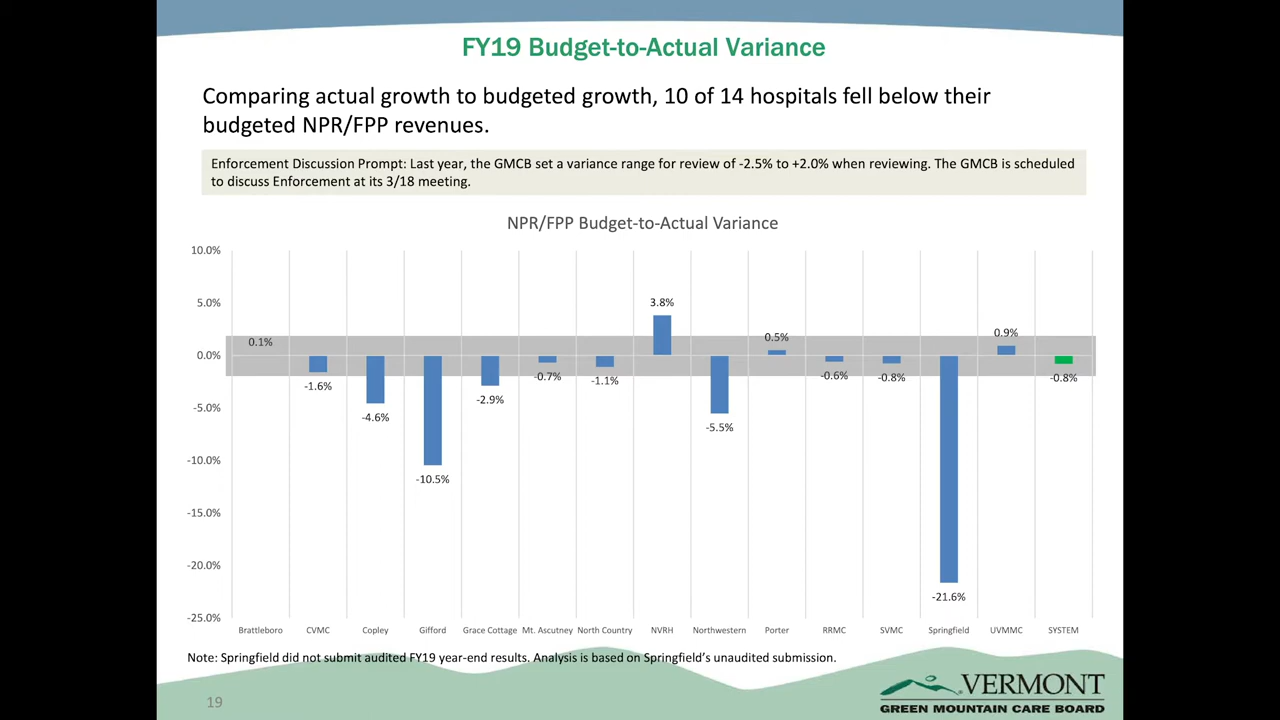 FY19 Budget-to-Actual Variance
Comparing actual growth to budgeted growth, 10 of 14 hospitals fell below their
budgeted NPR/FPP revenues.
Enforcement Discussion Prompt: Last year, the GMCB set a variance range for review of -2.5% to +2.0% when reviewing. The GMCB is scheduled
to discuss Enforcement at its 3/18 meeting.
NPR/FPP Budget-to-Actual Variance
10.0%
5.0%
0.0%
-5.0%
-10.0%
-15.0%
-20.0%
-25.0%
0.1%
-1.6%
-4.6%
-10.5%
-2.9%
-0.7%
-1.1%
3.8%
-5.5%
0.5%
-0.6%
-0.8%
-21.6%
0.9%
-0.8%
Brattleboro
CVMC
Copley
Gifford
Grace Cottage
Mt. Ascutney
North Country
NVRH
Northwestern
Porter
RRMC
SVMC
Springfield
UVMMC
SYSTEM
Note: Springfield did not submit audited FY19 year-end results. Analysis is based on Springfield's unaudited submission.
19
VERMONT
GREEN MOUNTAIN CARE BOARD